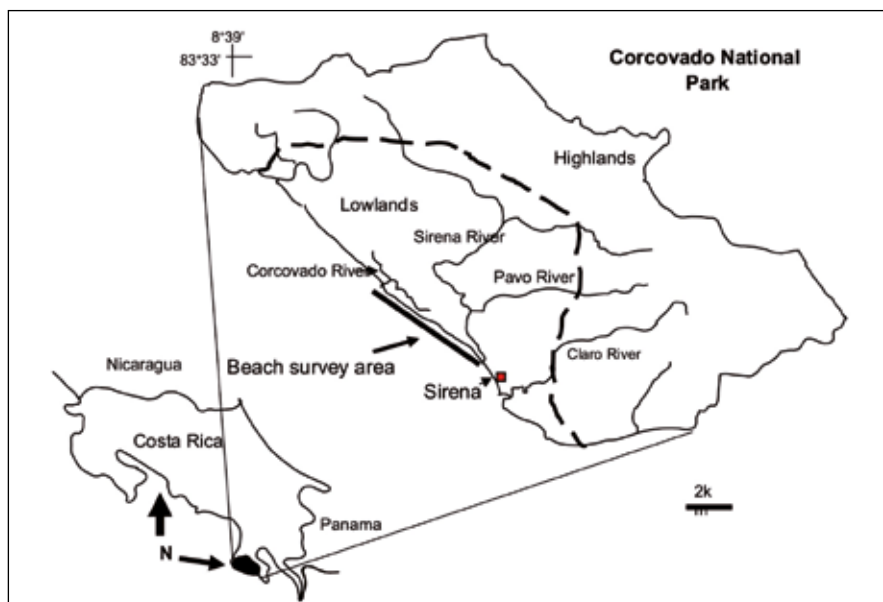 8°39'
83°33'
Corcovado National
Park
Highlands
Lowlands
Sirena River
Corcovado River
Pavo River
Beach survey area
Claro River
Sirena
Nicaragua
Costa Rica
Panama
N
2k
m